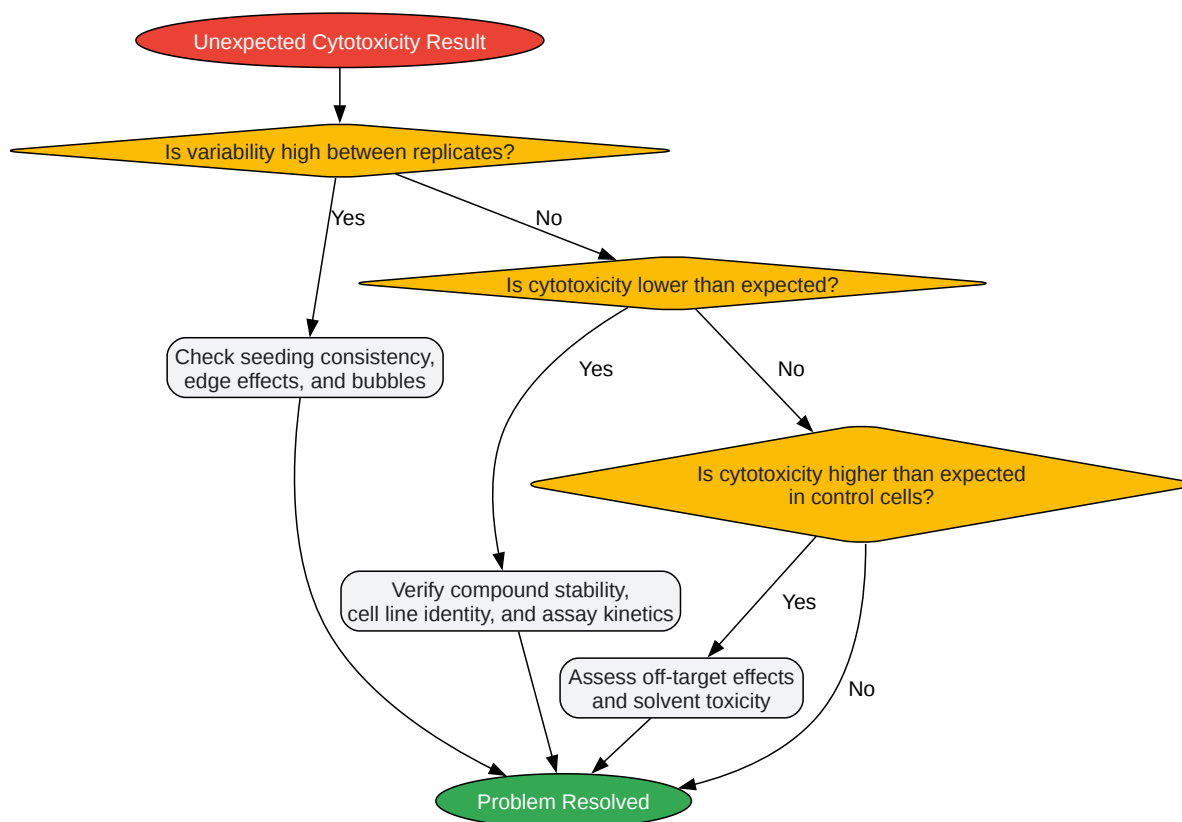 Unexpected Cytotoxicity Result
Is variability high between replicates?
Yes
No
Is cytotoxicity lower than expected?
Check seeding consistency,
edge effects, and bubbles
Yes
No
Is cytotoxicity higher than expected
in control cells?
Verify compound stability,
cell line identity, and assay kinetics
Yes
Assess off-target effects
and solvent toxicity
No
Problem Resolved